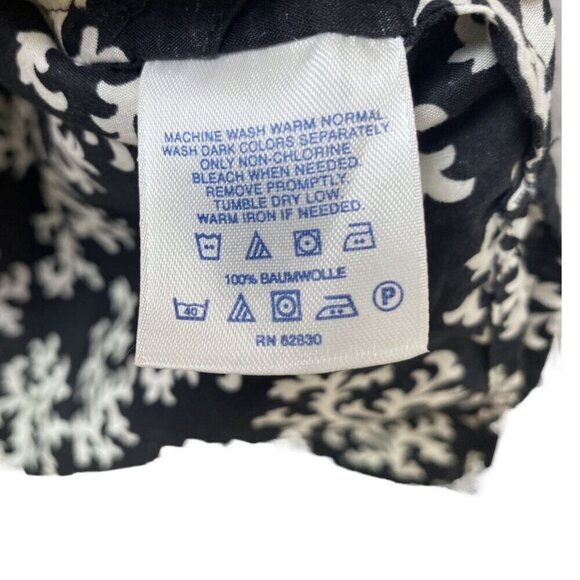 MACHINE WASH WARM NORMAL.
WASH DARK COLORS SEPARATELY
ONLY NON-CHLORINE
BLEACH WHEN NEEDED.
REMOVE PROMPTLY.
TUMBLE DRY LOW
WARM IRON IF NEEDED.
100% BAUMWOLLE
40 P
RN 82830